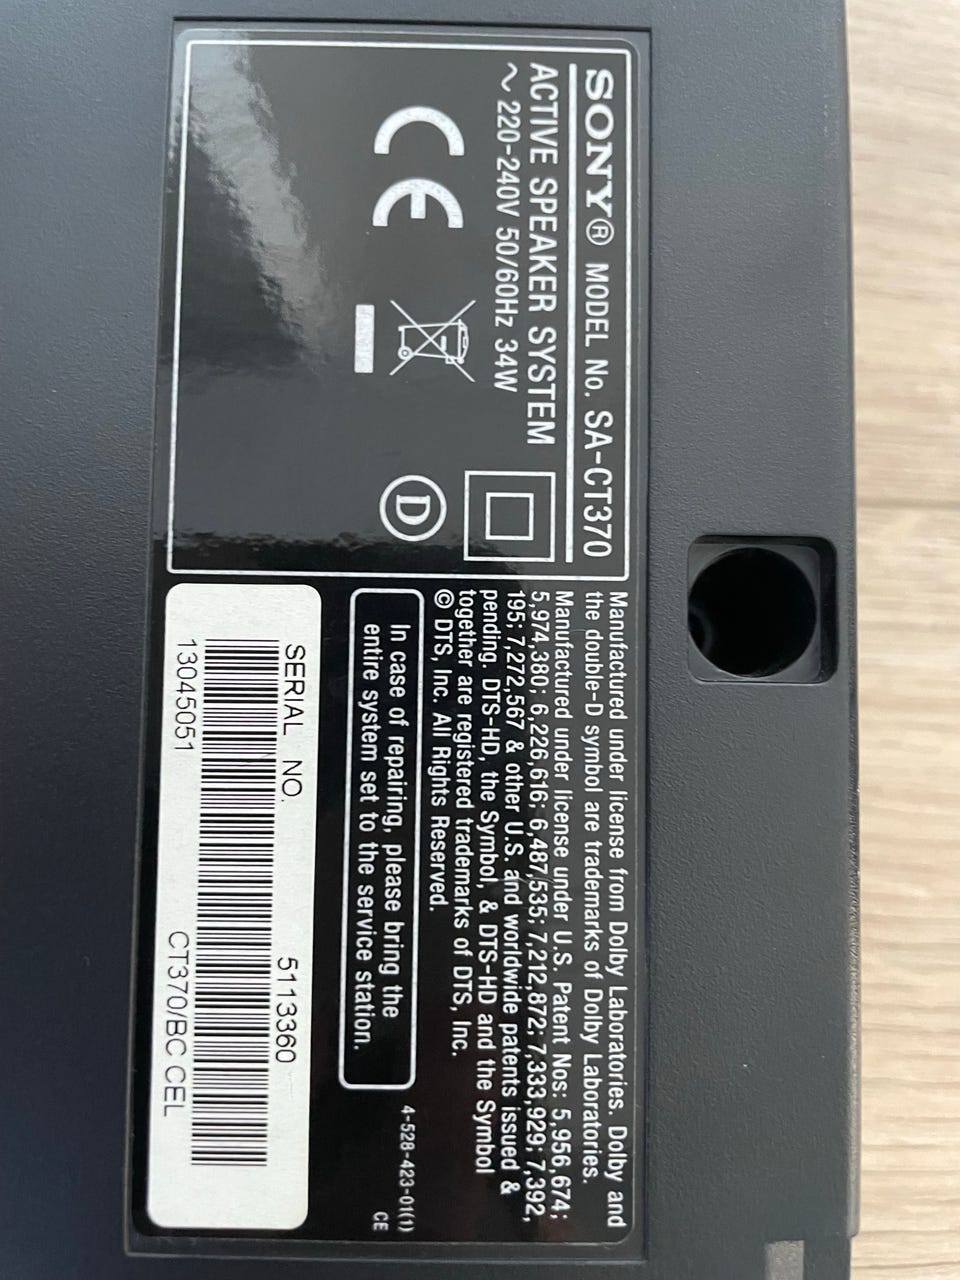 SONY® MODEL No. SA-CT370
ACTIVE SPEAKER SYSTEM
~ 220-240V 50/60Hz 34W
CE
D
Manufactured under license from Dolby Laboratories. Dolby and
the double-D symbol are trademarks of Dolby Laboratories.
Manufactured under license under U.S. Patent Nos: 5,956,674;
5,974,380; 6,226,616; 6,487,535; 7,212,872; 7,333,929; 7,392,
195; 7,272,567 & other U.S. and worldwide patents issued &
pending. DTS-HD, the Symbol, & DTS-HD and the Symbol
together are registered trademarks of DTS, Inc.
© DTS, Inc. All Rights Reserved.
In case of repairing, please bring the
entire system set to the service station.
4-528-423-01(1)
CE
SERIAL NO. 5113360
13045051 CT370/BC CEL